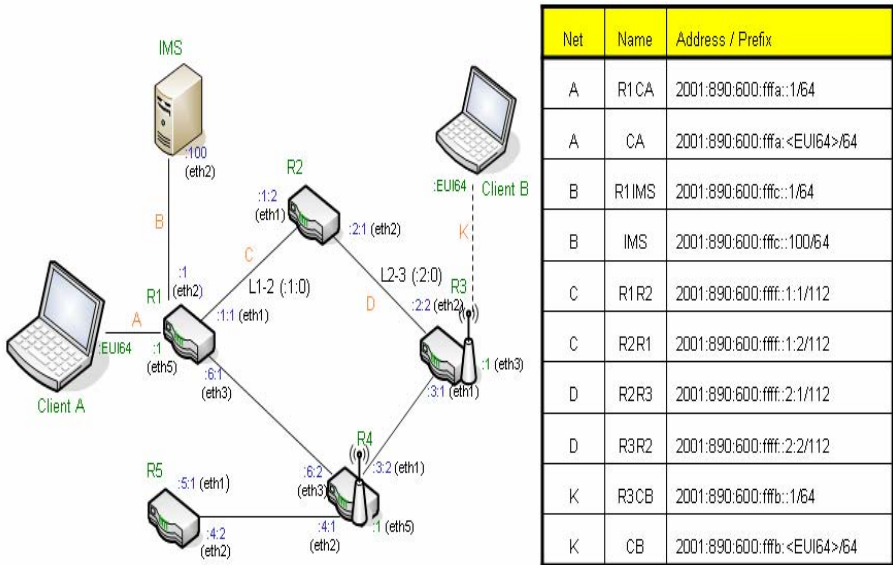 IMS
:100
(eth2)
B
:1
(eth2)
R1
A
:EUI64
:1
(eth5)
Client A
:1:1 (eth1)
:6:1
(eth3)
C
L1-2 (:1:0)
R2
:1:2
(eth1)
:2:1 (eth2)
L2-3 (:2:0)
D
:2:2 (eth2)
R3
:EUI64
Client B
K
:1 (eth3)
:3:1 (eth1)
R4
:6:2
(eth3)
:3:2 (eth1)
:4:1
(eth2)
:1 (eth5)
R5
:5:1 (eth1)
:4:2
(eth2)
Net Name Address / Prefix
A R1CA 2001:890:600:fffa::1/64
A CA 2001:890:600:fffa:<EUI64>/64
B R1IMS 2001:890:600:fffc::1/64
B IMS 2001:890:600:fffc::100/64
C R1R2 2001:890:600:ffff::1:1/112
C R2R1 2001:890:600:ffff::1:2/112
D R2R3 2001:890:600:ffff::2:1/112
D R3R2 2001:890:600:ffff::2:2/112
K R3CB 2001:890:600:fffb::1/64
K CB 2001:890:600:fffb:<EUI64>/64